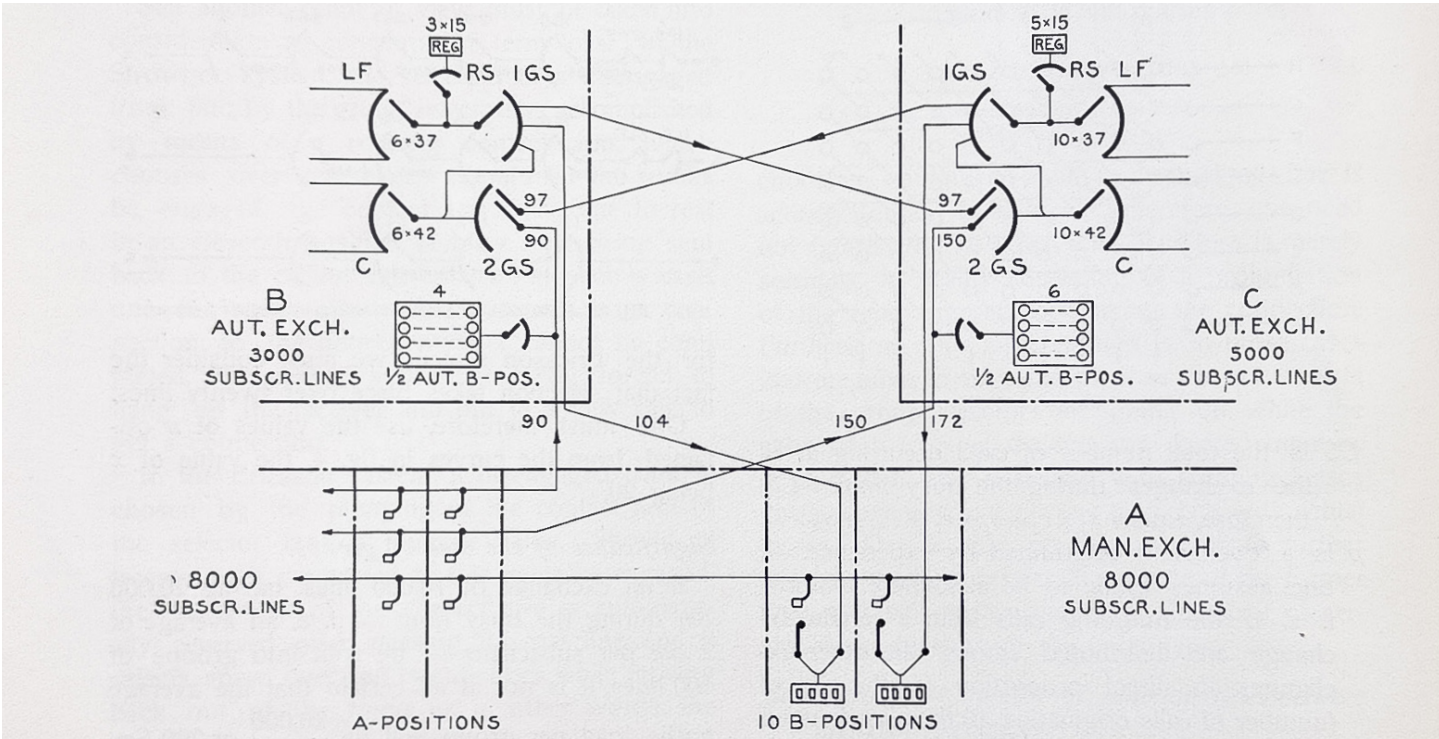 3×15
REG
LF
RS
1GS
6×37
97
90
6×42
C
2GS
B
AUT. EXCH.
3000
SUBSCR. LINES
4
1/2 AUT. B-POS.
5×15
REG
1GS
RS
LF
10×37
97
150
10×42
2GS
C
6
1/2 AUT. B-POS.
C
AUT. EXCH.
5000
SUBSCR. LINES
90
104
150
172
8000
SUBSCR. LINES
A
MAN. EXCH.
8000
SUBSCR. LINES
A-POSITIONS
10 B-POSITIONS